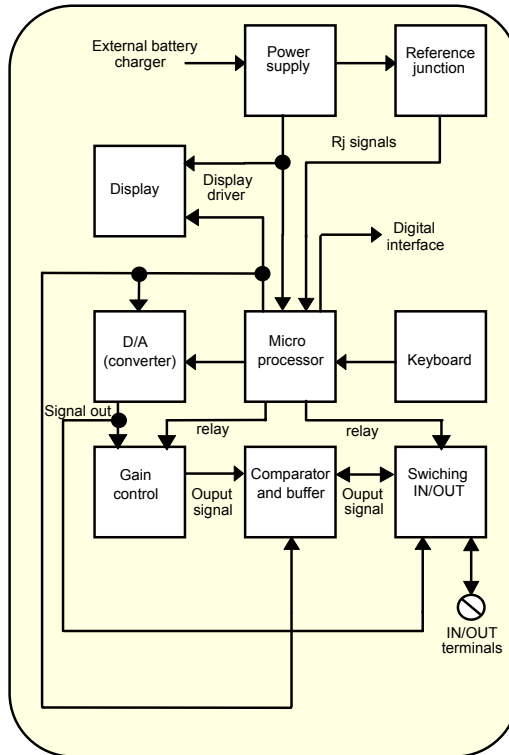 External battery
charger
Power
supply
Reference
junction
Rj signals
Display
Display
driver
Digital
interface
D/A
(converter)
Micro
processor
Keyboard
Signal out
relay
relay
Gain
control
Ouput
signal
Comparator
and buffer
Ouput
signal
Swiching
IN/OUT
IN/OUT
terminals